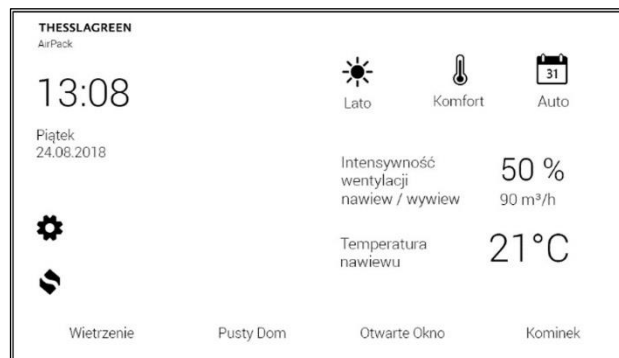 THESSLAGREEN
AirPack
13:08
Piątek
24.08.2018
Lato
Komfort
31
Auto
Intensywność
wentylacji
nawiew / wywiew
50 %
90 m³/h
Temperatura
nawiewu
21°C
Wietrzenie
Pusty Dom
Otwarte Okno
Kominek